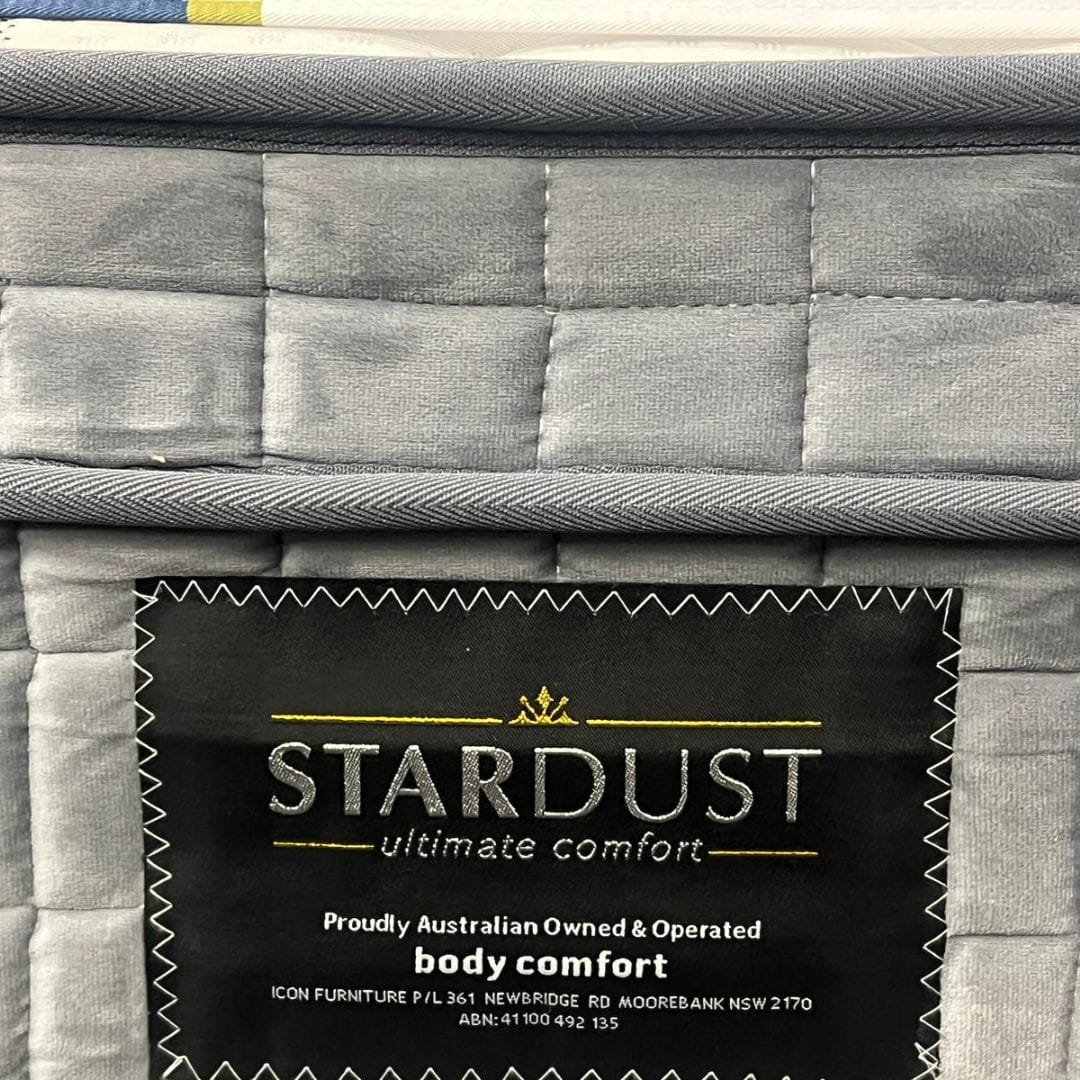 STARDUST
ultimate comfort
Proudly Australian Owned & Operated
body comfort
ICON FURNITURE P/L 361 NEWBRIDGE RD MOOREBANK NSW 2170
ABN: 41 100 492 135